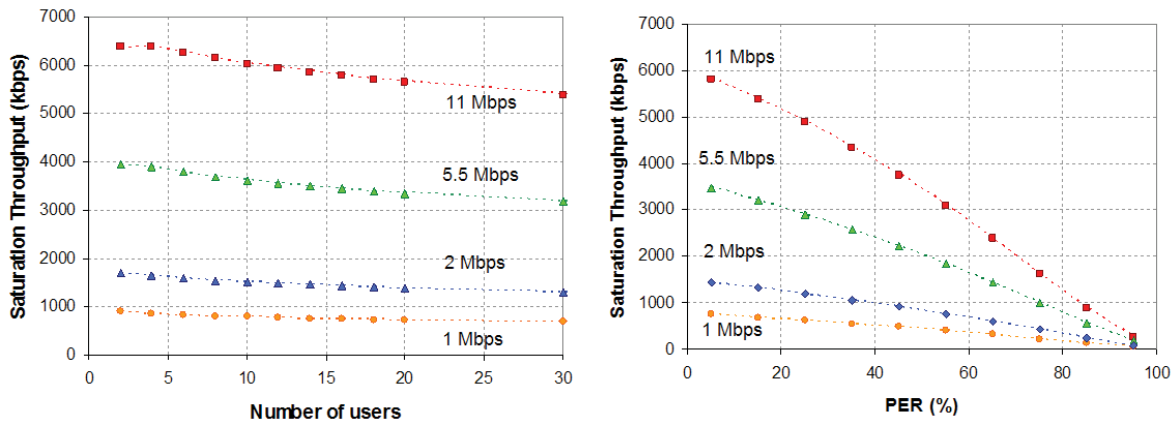 7000
6000
5000
4000
3000
2000
1000
0
Saturation Throughput (kbps)
11 Mbps
5.5 Mbps
2 Mbps
1 Mbps
0 5 10 15 20 25 30
Number of users
7000
6000
5000
4000
3000
2000
1000
0
Saturation Throughput (kbps)
11 Mbps
5.5 Mbps
2 Mbps
1 Mbps
0 20 40 60 80 100
PER (%)